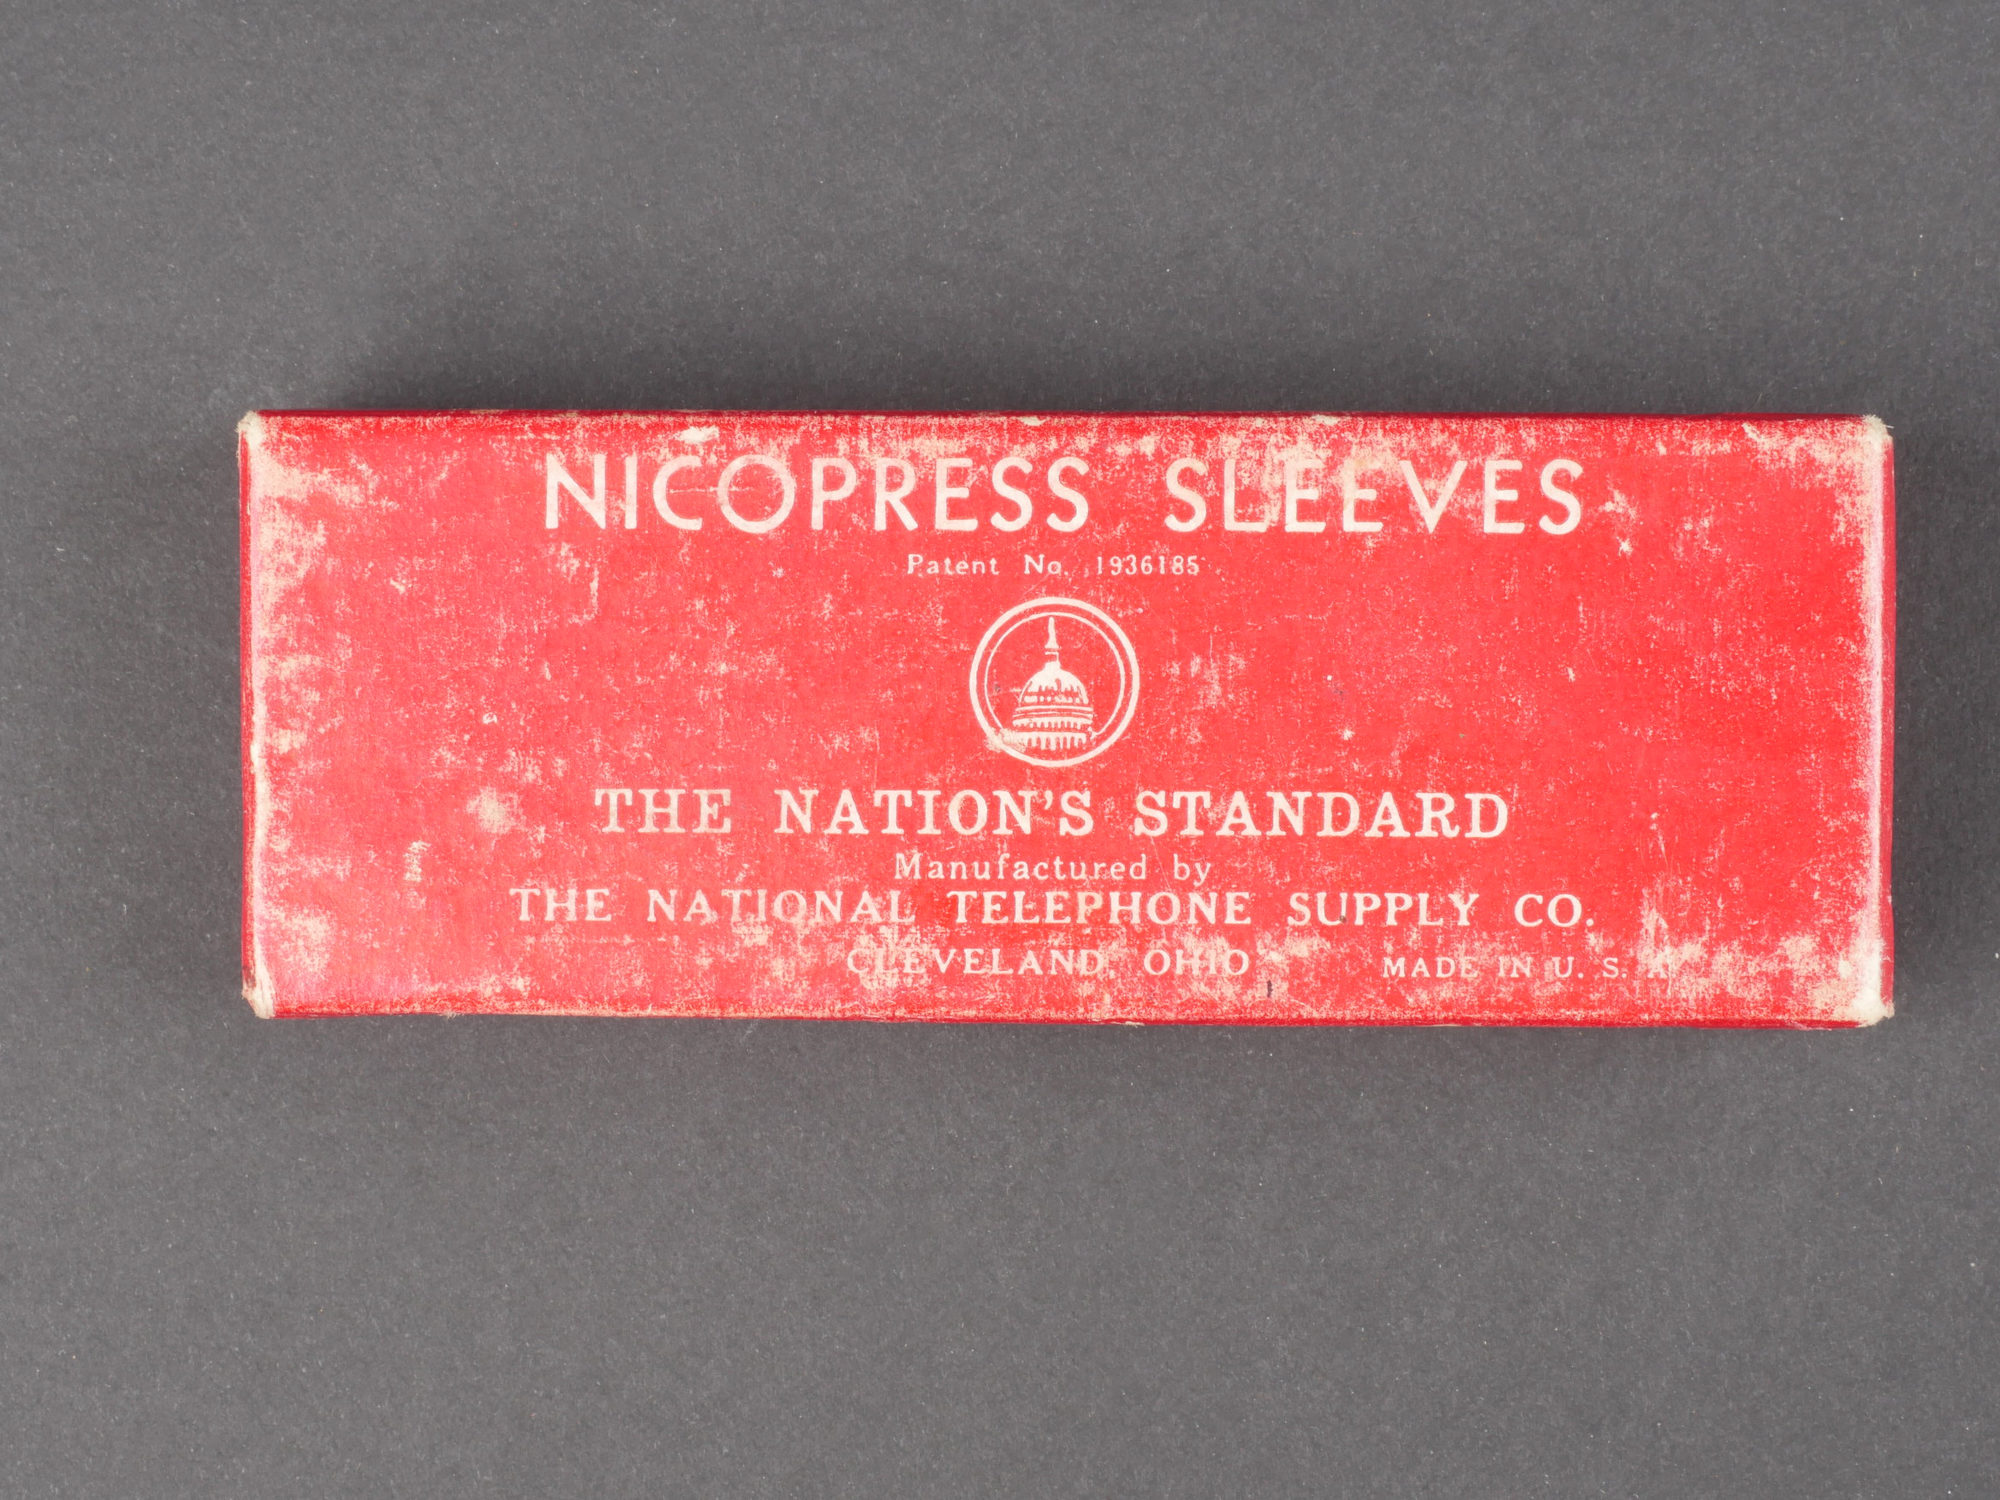 NICOPRESS SLEEVES
Patent No. 1936185
THE NATION'S STANDARD
Manufactured by
THE NATIONAL TELEPHONE SUPPLY CO.
CLEVELAND, OHIO MADE IN U. S. A